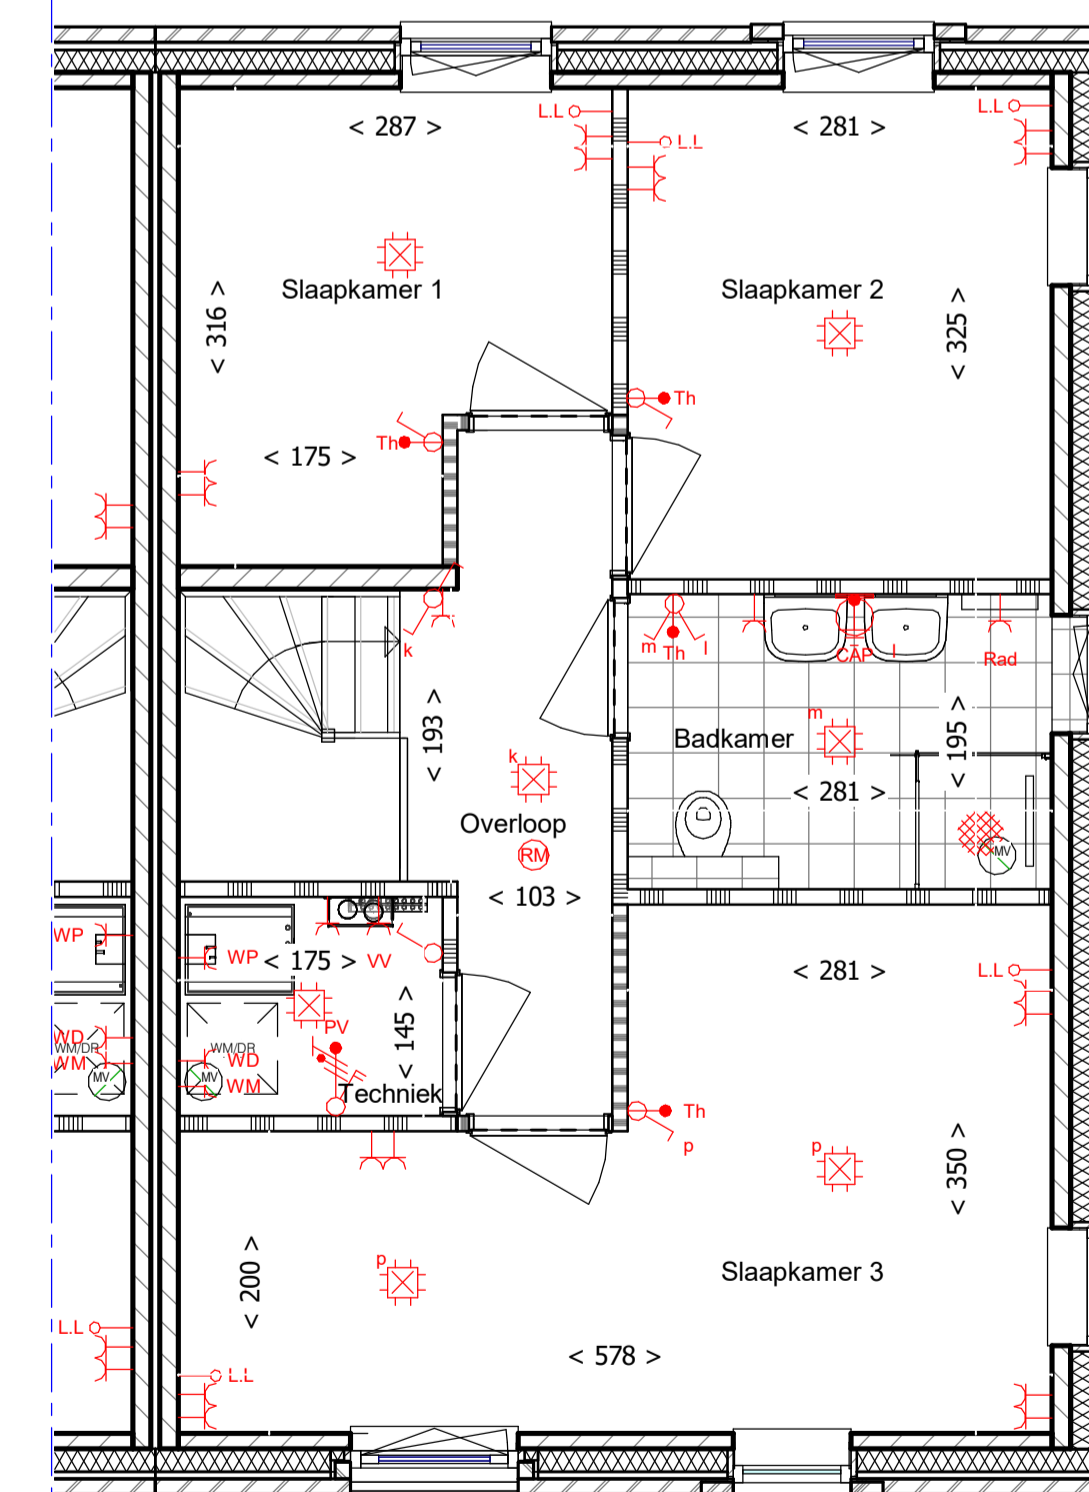 < 287 >
L.L
L.L
< 281 >
L.L
Slaapkamer 1
Slaapkamer 2
< 316 >
< 325 >
Th
Th
< 175 >
k
m
Th
l
CAP
l
Rad
m
< 193 >
Badkamer
< 195 >
k
< 281 >
Overloop
RM
MV
< 103 >
WP
WP
< 175 >
VV
< 281 >
L.L
PV
< 145 >
WD
WM/DR
WM
MV
WM/DR
WD
WM
MV
Techniek
Th
p
p
< 350 >
p
< 200 >
Slaapkamer 3
L.L
< 578 >
L.L